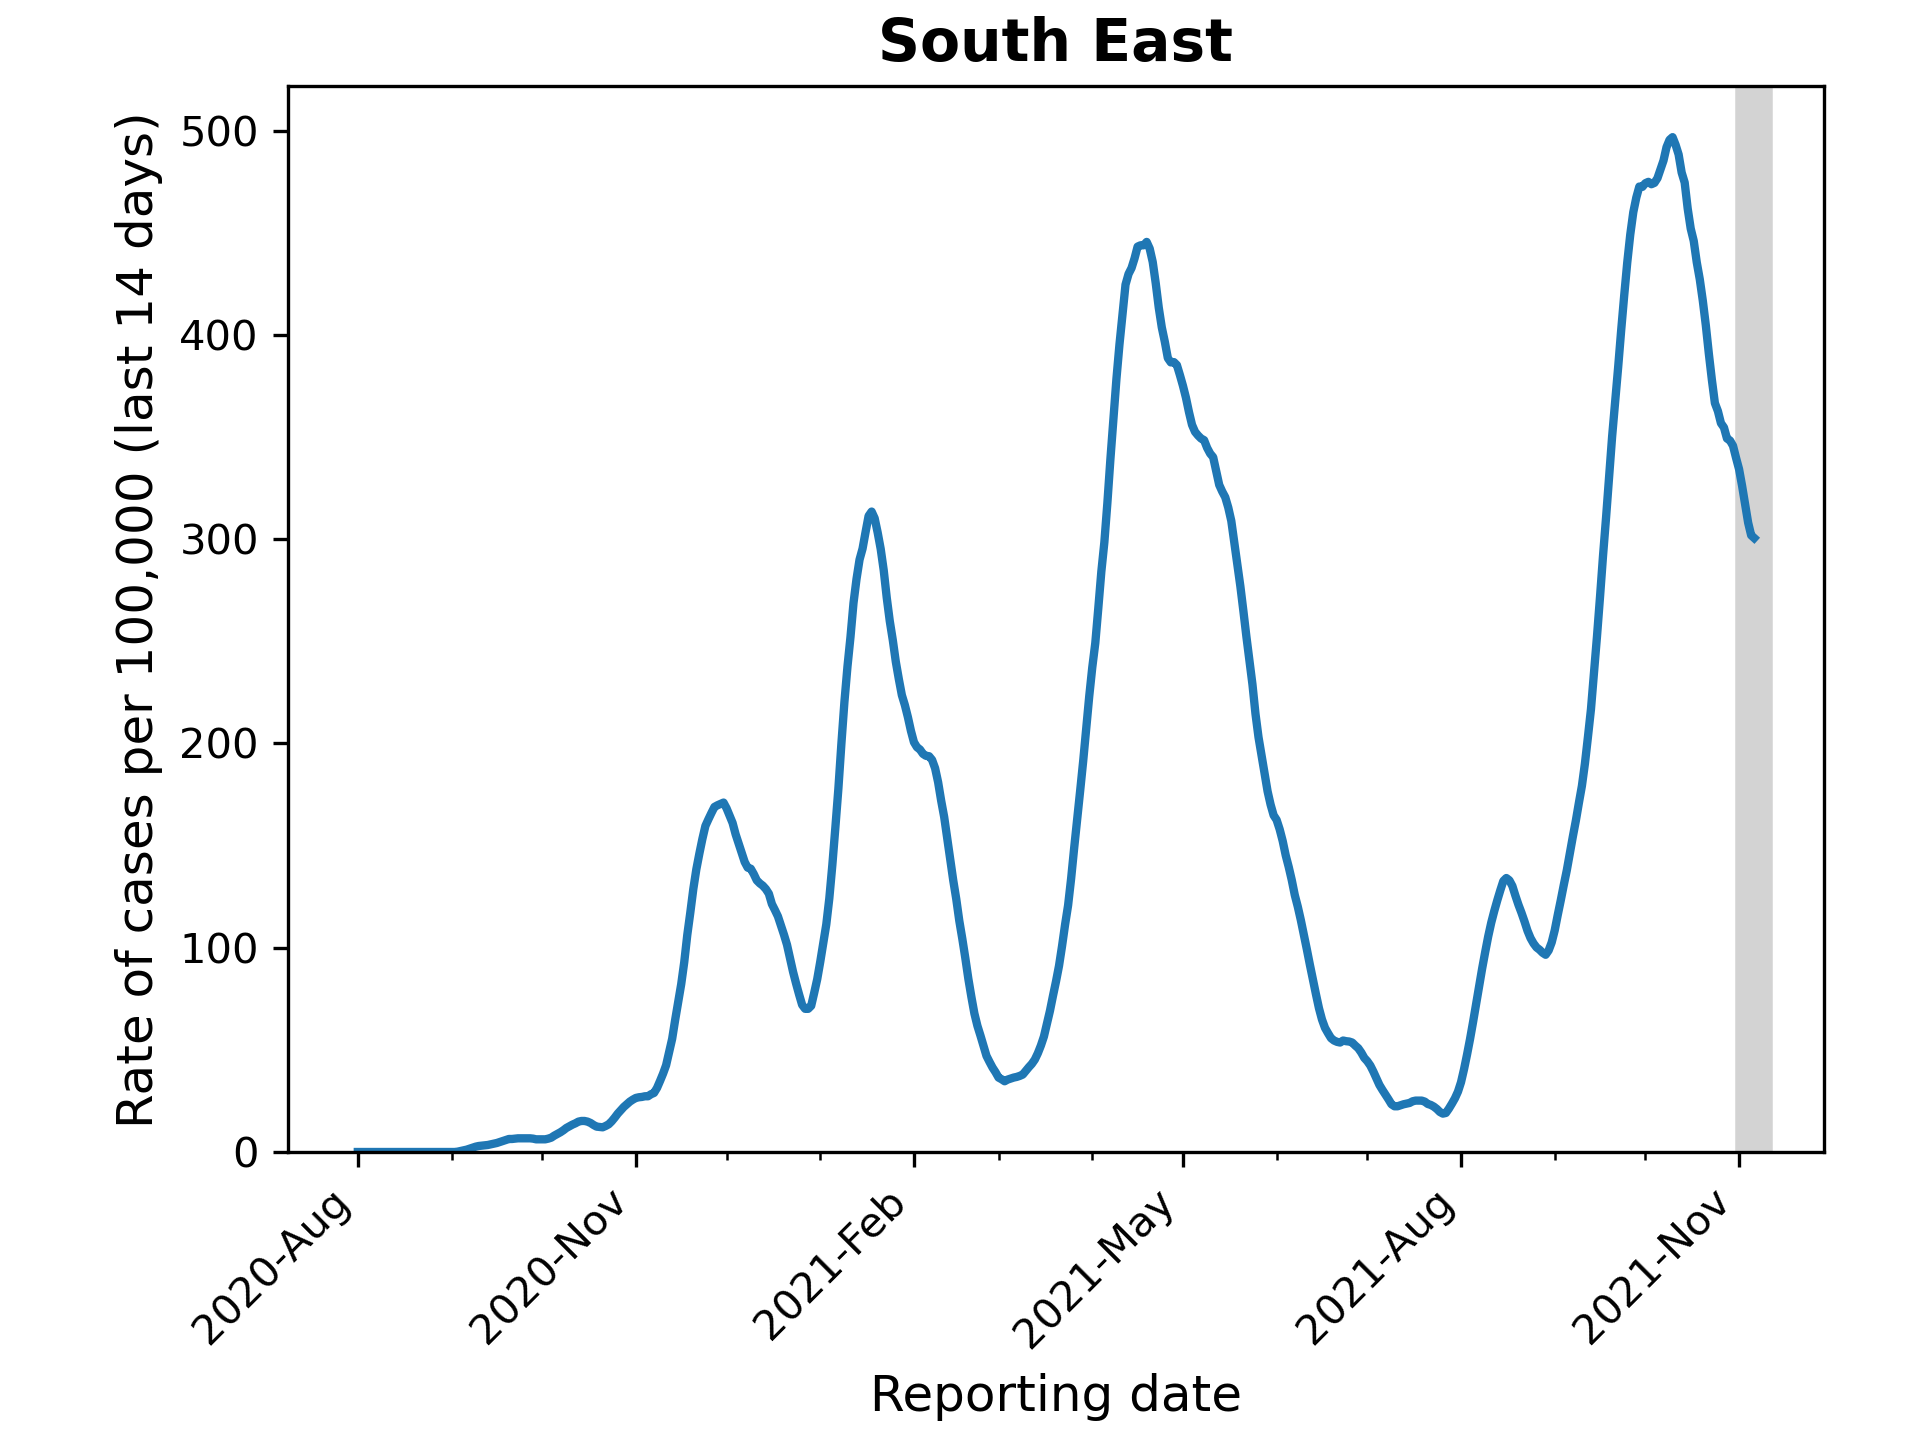 South East
Rate of cases per 100,000 (last 14 days)
500
400
300
200
100
0
2020-Aug
2020-Nov
2021-Feb
2021-May
2021-Aug
2021-Nov
Reporting date